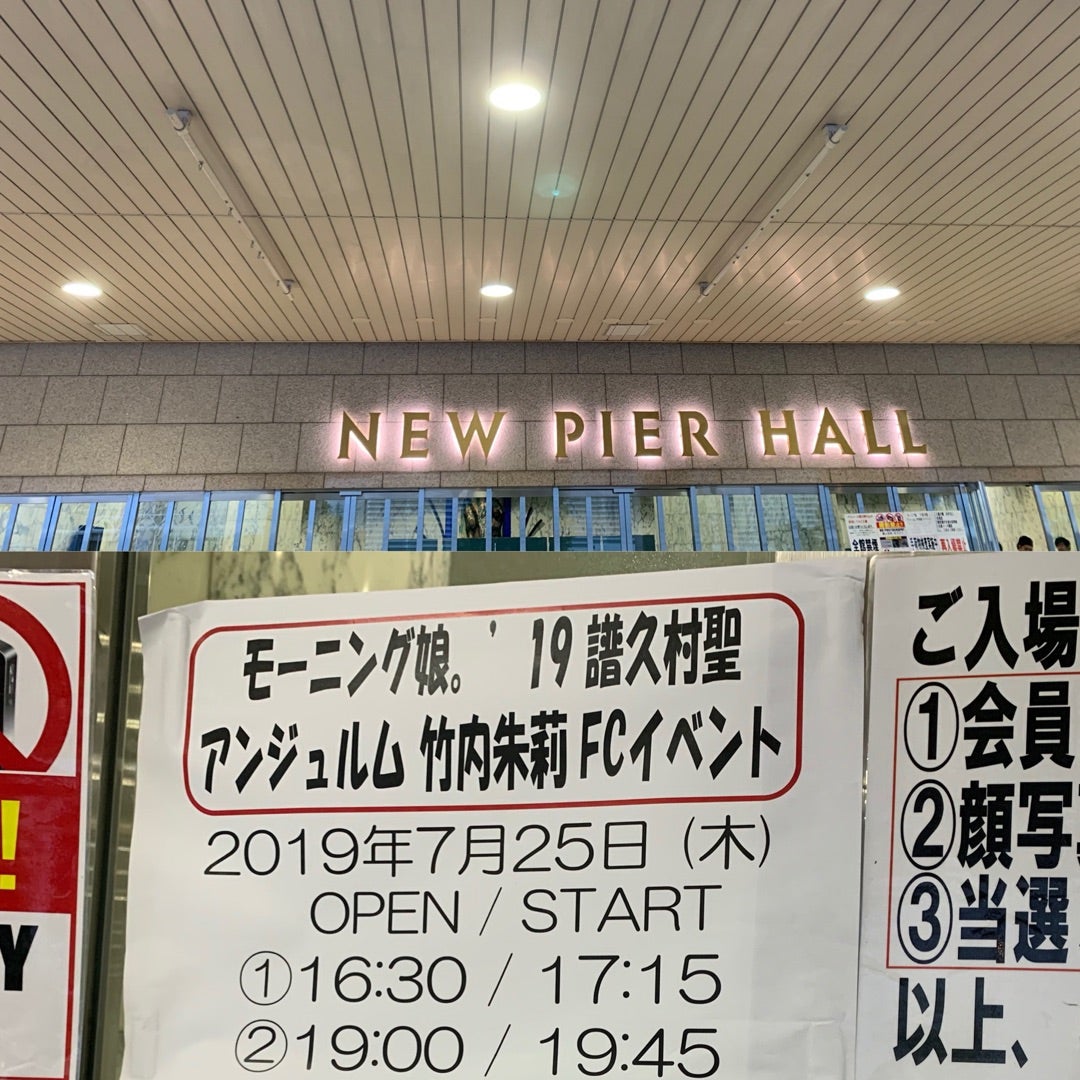 NEW PIER HALL
モーニング娘。'19 譜久村聖
アンジュルム 竹内朱莉 FCイベント
2019年7月25日(木)
OPEN / START
①16:30 / 17:15
②19:00 / 19:45
!
Y
ご入場
①会員
②顔写
③当選
以上、